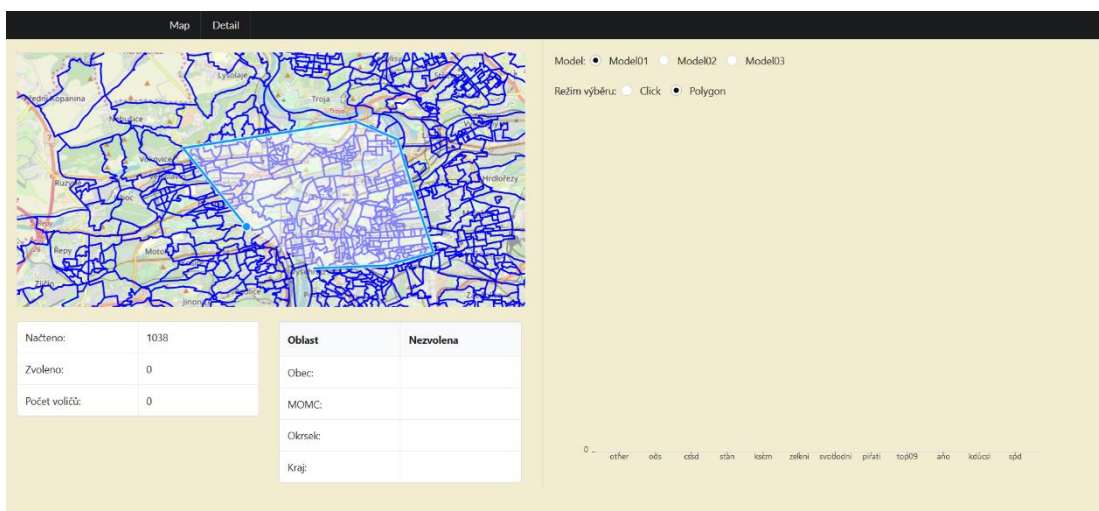 Map Detail
Lysolaje
Troja
Nebušice
Vokovice
Ruzyně
Hrdlořezy
Řepy
Motol
Zličín
Jinonice
Model: Model01 Model02 Model03
Režim výběru: Click Polygon
Načteno: 1038
Zvoleno: 0
Počet voličů: 0
Oblast Nezvolena
Obec:
MOMC:
Okrsek:
Kraj:
0
other ods cssd stan kscm zeleni svobodni pirati top09 ano kducsl spd